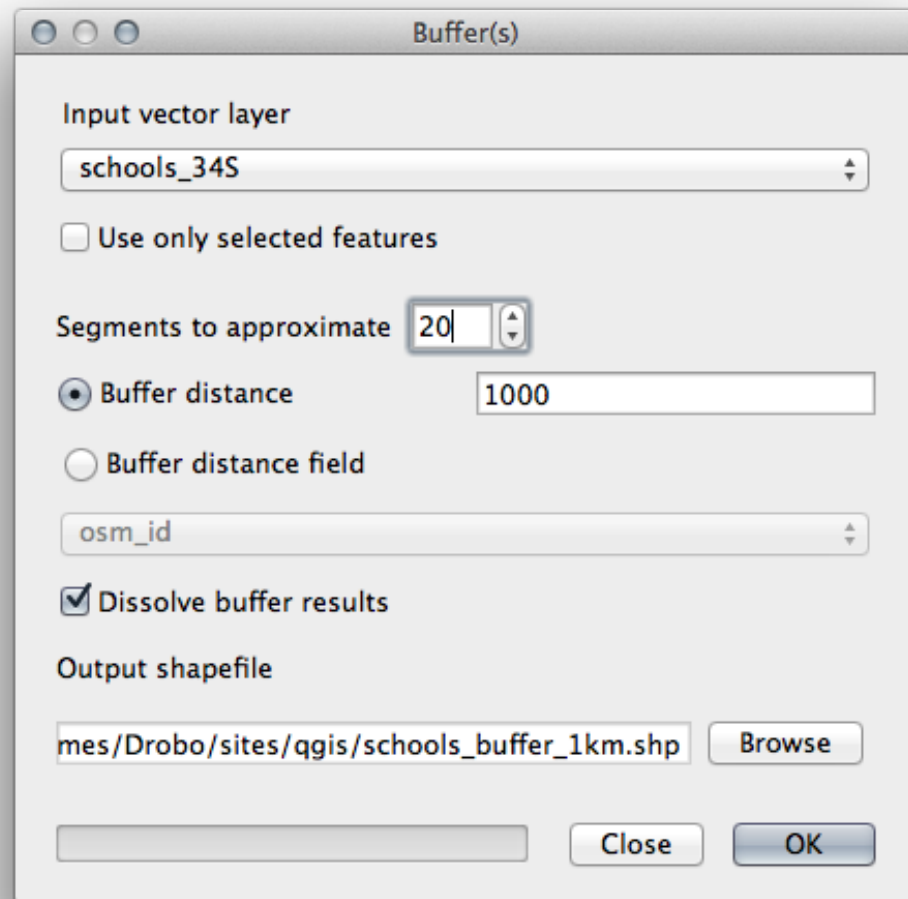 Buffer(s)
Input vector layer
schools_34S
Use only selected features
Segments to approximate 20
Buffer distance 1000
Buffer distance field
osm_id
Dissolve buffer results
Output shapefile
mes/Drobo/sites/qgis/schools_buffer_1km.shp Browse
Close OK